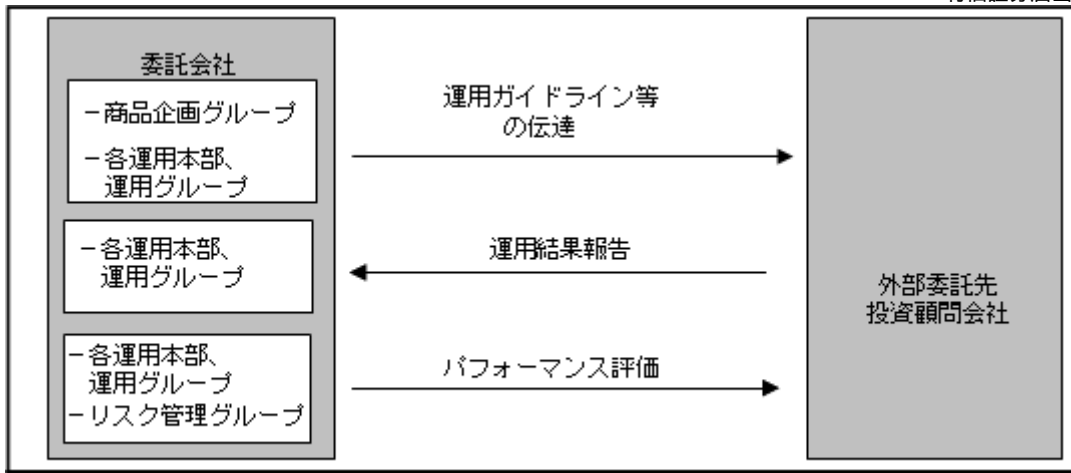 委託会社
－商品企画グループ
－各運用本部、
運用グループ
－各運用本部、
運用グループ
－各運用本部、
運用グループ
－リスク管理グループ
運用ガイドライン等
の伝達
運用結果報告
パフォーマンス評価
外部委託先
投資顧問会社